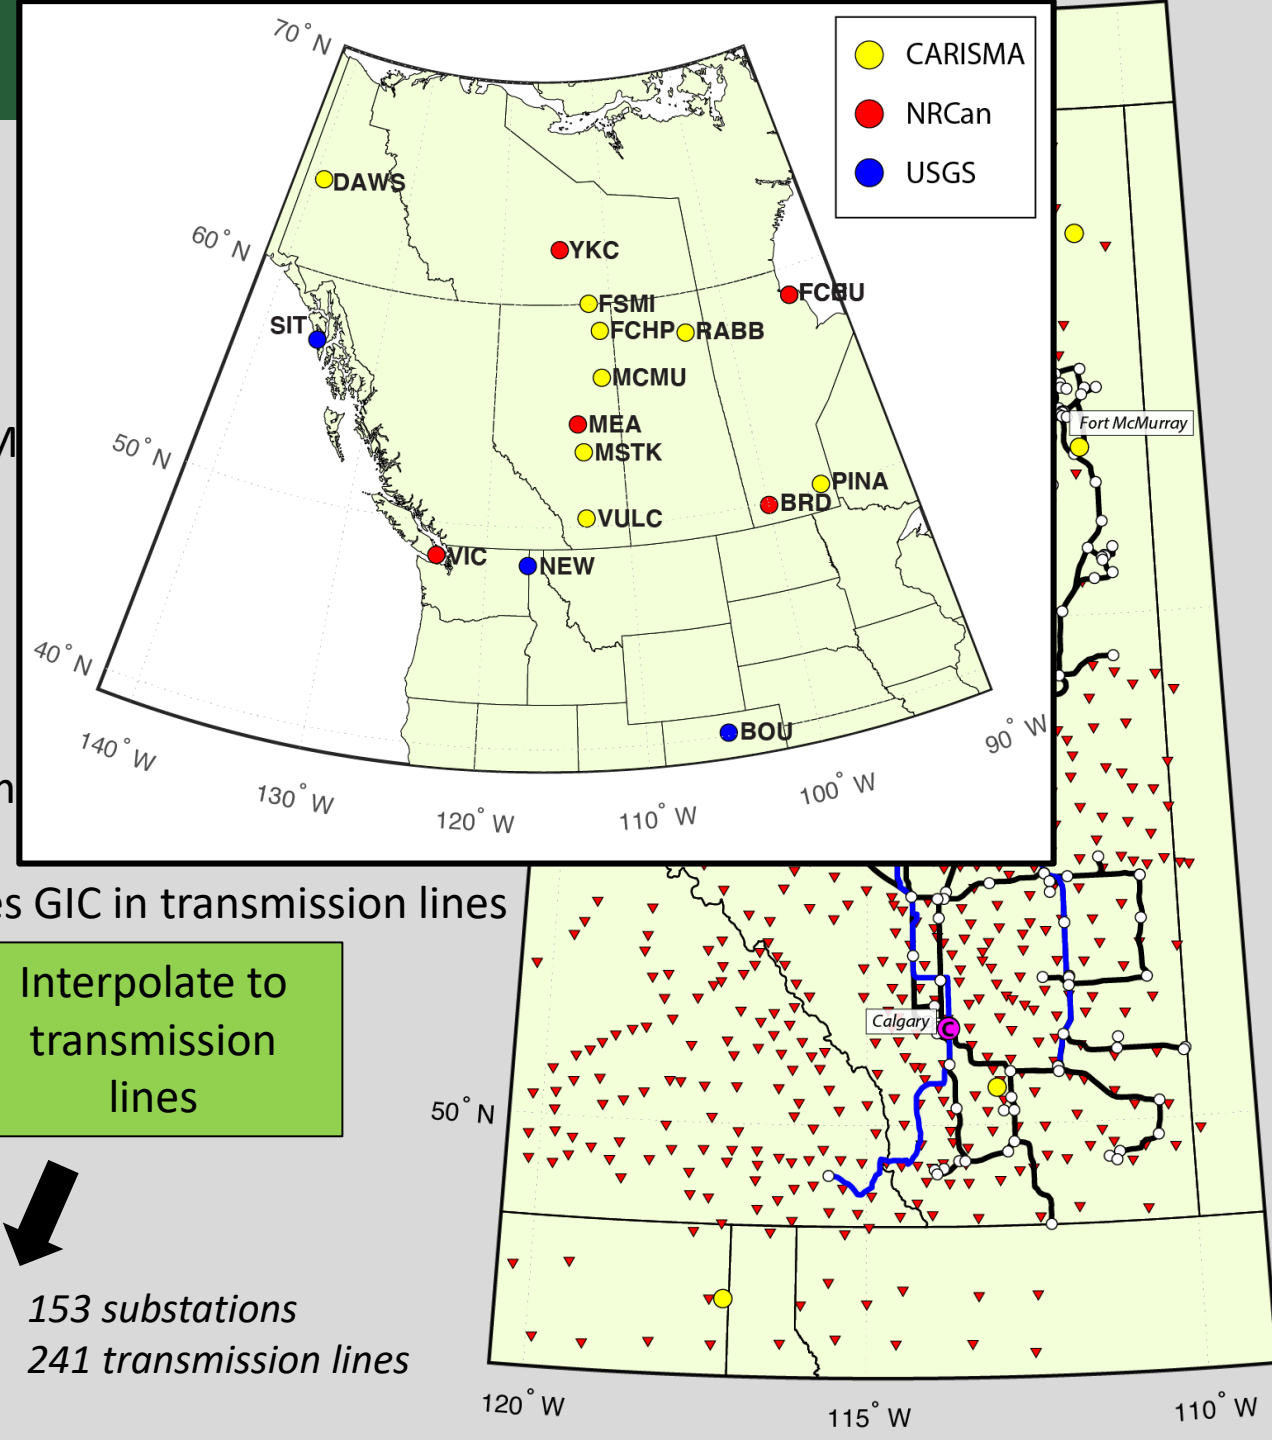 70° N
CARISMA
NRCan
USGS
DAWS
60° N
YKC
FCBU
FSMI
SIT
FCHP
RABB
MCMU
MEA
Fort McMurray
M
50° N
MSTK
PINA
BRD
VULC
VIC
NEW
40° N
BOU
90° W
140° W
n
130° W
100° W
120° W
110° W
es GIC in transmission lines
Interpolate to
transmission
lines
Calgary
C
50° N
153 substations
241 transmission lines
120° W
115° W
110° W